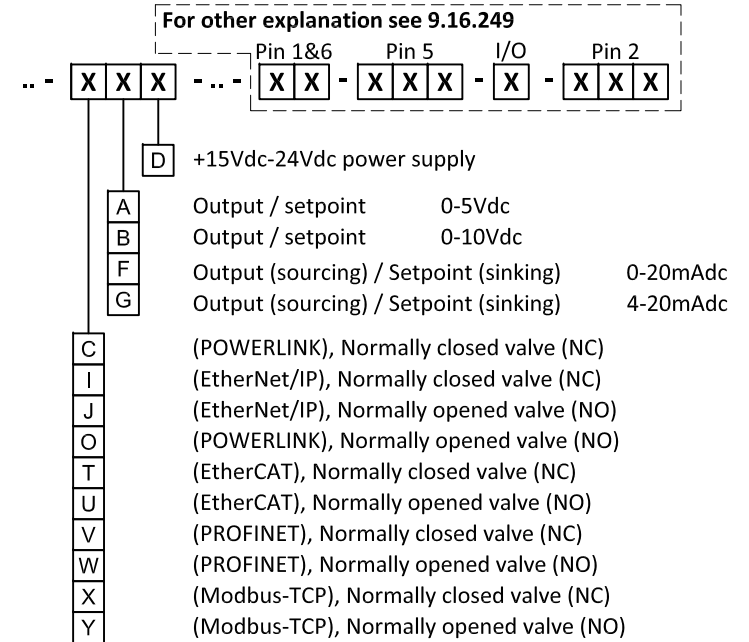 For other explanation see 9.16.249
Pin 1&6 Pin 5 I/O Pin 2
.. - X X X - .. - X X - X X X - X - X X X
D +15Vdc-24Vdc power supply
A Output / setpoint 0-5Vdc
B Output / setpoint 0-10Vdc
F Output (sourcing) / Setpoint (sinking) 0-20mAdc
G Output (sourcing) / Setpoint (sinking) 4-20mAdc
C (POWERLINK), Normally closed valve (NC)
I (EtherNet/IP), Normally closed valve (NC)
J (EtherNet/IP), Normally opened valve (NO)
O (POWERLINK), Normally opened valve (NO)
T (EtherCAT), Normally closed valve (NC)
U (EtherCAT), Normally opened valve (NO)
V (PROFINET), Normally closed valve (NC)
W (PROFINET), Normally opened valve (NO)
X (Modbus-TCP), Normally closed valve (NC)
Y (Modbus-TCP), Normally opened valve (NO)